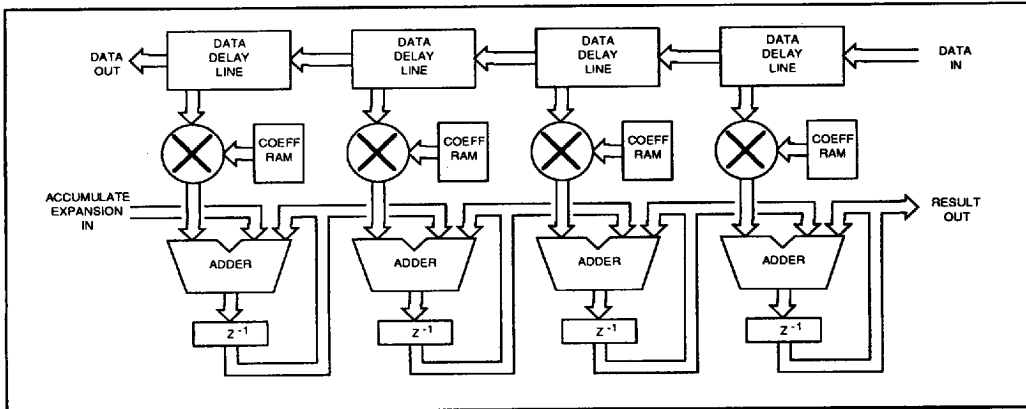 DATA OUT
DATA DELAY LINE
DATA DELAY LINE
DATA DELAY LINE
DATA DELAY LINE
DATA IN
COEFF RAM
COEFF RAM
COEFF RAM
COEFF RAM
ACCUMULATE EXPANSION IN
RESULT OUT
ADDER
ADDER
ADDER
ADDER
Z⁻¹
Z⁻¹
Z⁻¹
Z⁻¹